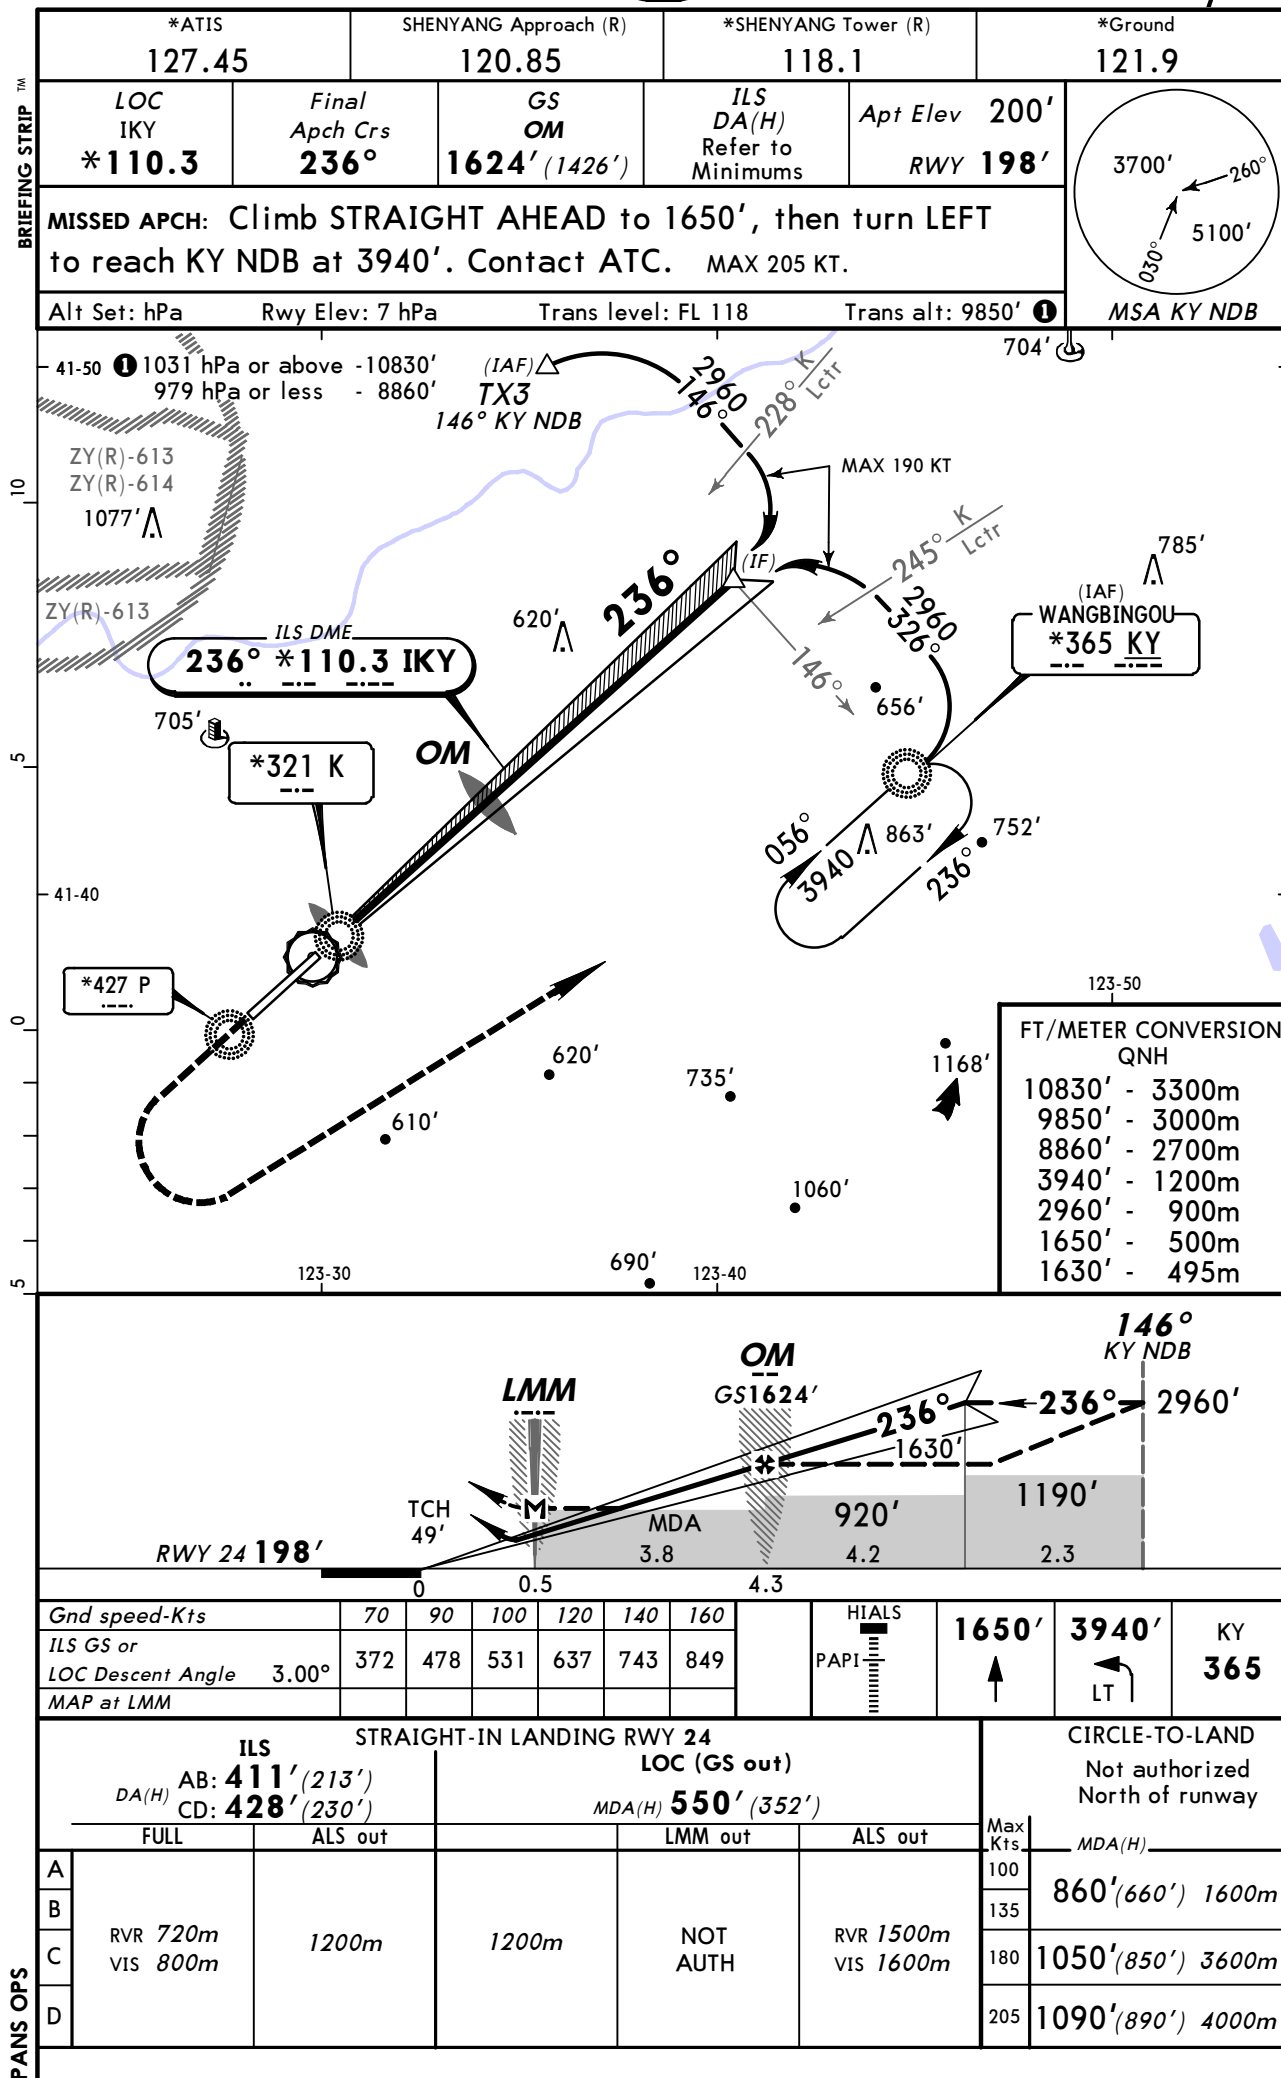 *ATIS
127.45
SHENYANG Approach (R)
120.85
*SHENYANG Tower (R)
118.1
*Ground
121.9
BRIEFING STRIP TM
LOC
IKY
*110.3
Final
Apch Crs
236°
GS
OM
1624' (1426')
ILS
DA(H)
Refer to
Minimums
Apt Elev 200'
RWY 198'
3700'
260°
5100'
030°
MSA KY NDB
MISSED APCH: Climb STRAIGHT AHEAD to 1650', then turn LEFT
to reach KY NDB at 3940'. Contact ATC. MAX 205 KT.
Alt Set: hPa Rwy Elev: 7 hPa Trans level: FL 118 Trans alt: 9850' 1
41-50
1 1031 hPa or above -10830'
979 hPa or less - 8860'
(IAF)
TX3
146° KY NDB
2960
146°
228° K
Lctr
704'
ZY(R)-613
ZY(R)-614
1077'
10
MAX 190 KT
(IF)
245° K
Lctr
785'
236°
620'
2960
326°
(IAF)
WANGBINGOU
*365 KY
ZY(R)-613
ILS DME
236° *110.3 IKY
146°
656'
705'
*321 K
OM
5
056°
3940
863'
752'
236°
41-40
*427 P
0
123-50
620'
735'
1168'
610'
1060'
690'
5
123-30
123-40
FT/METER CONVERSION
QNH
10830' - 3300m
9850' - 3000m
8860' - 2700m
3940' - 1200m
2960' - 900m
1650' - 500m
1630' - 495m
146°
KY NDB
OM
GS1624'
LMM
236°
236°
2960'
1630'
1190'
920'
MDA
M
TCH
49'
RWY 24 198'
3.8
4.2
2.3
0
0.5
4.3
Gnd speed-Kts 70 90 100 120 140 160
ILS GS or
LOC Descent Angle 3.00° 372 478 531 637 743 849
MAP at LMM
HIALS
PAPI
1650'
3940'
LT
KY
365
STRAIGHT-IN LANDING RWY 24
ILS
DA(H)
AB: 411'(213')
CD: 428'(230')
LOC (GS out)
MDA(H) 550'(352')
CIRCLE-TO-LAND
Not authorized
North of runway
FULL
ALS out
LMM out
ALS out
Max
Kts
MDA(H)
A
B
C
D
RVR 720m
VIS 800m
1200m
1200m
NOT
AUTH
RVR 1500m
VIS 1600m
100
135
860'(660') 1600m
180
1050'(850') 3600m
205
1090'(890') 4000m
PANS OPS